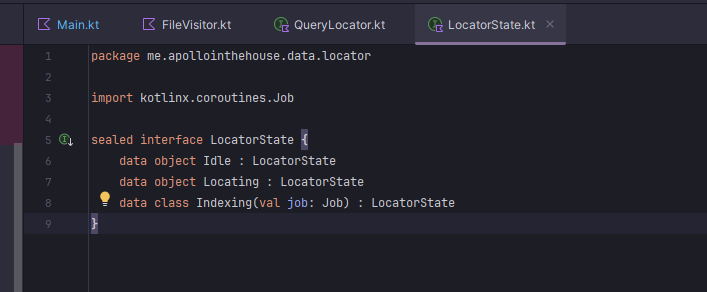 Main.kt
FileVisitor.kt
QueryLocator.kt
LocatorState.kt
1 package me.apollointhehouse.data.locator
2
3 import kotlinx.coroutines.Job
4
5 sealed interface LocatorState {
6 data object Idle : LocatorState
7 data object Locating : LocatorState
8 data class Indexing(val job: Job) : LocatorState
9 }